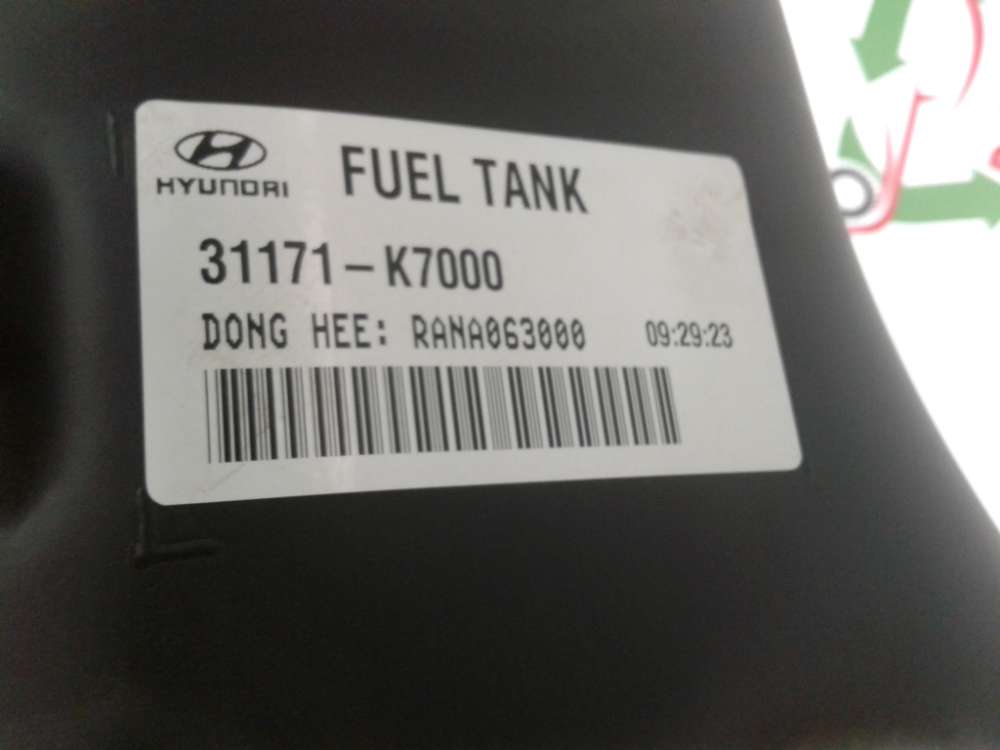 HYUNDAI
FUEL TANK
31171-K7000
DONG HEE: RANA063000 09:29:23